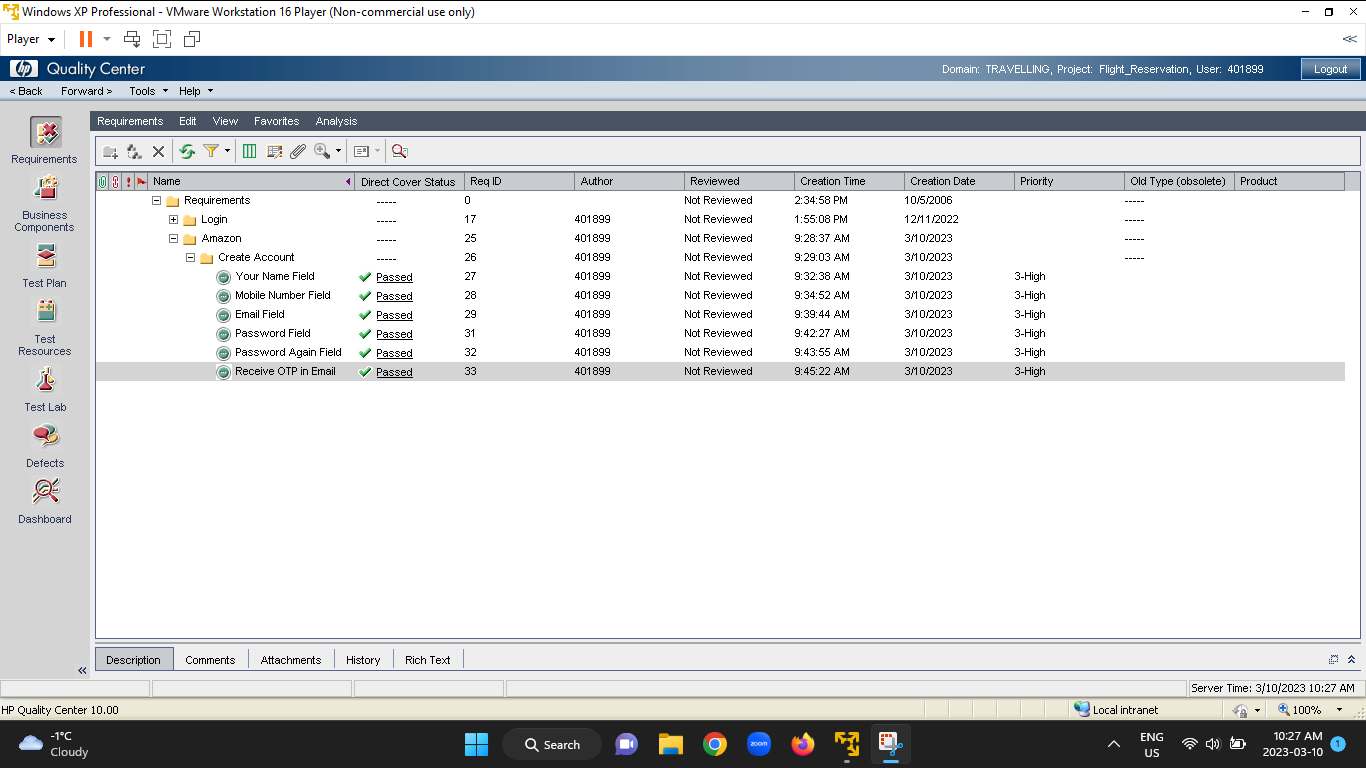 Windows XP Professional - VMware Workstation 16 Player (Non-commercial use only)
Player
hp Quality Center Domain: TRAVELLING, Project: Flight_Reservation, User: 401899 Logout
< Back Forward > Tools Help
Requirements Edit View Favorites Analysis
Requirements
Business Components
Test Plan
Test Resources
Test Lab
Defects
Dashboard
Name Direct Cover Status Req ID Author Reviewed Creation Time Creation Date Priority Old Type (obsolete) Product
Requirements ----- 0 Not Reviewed 2:34:58 PM 10/5/2006 -----
Login ----- 17 401899 Not Reviewed 1:55:08 PM 12/11/2022 -----
Amazon ----- 25 401899 Not Reviewed 9:28:37 AM 3/10/2023 -----
Create Account ----- 26 401899 Not Reviewed 9:29:03 AM 3/10/2023 -----
Your Name Field Passed 27 401899 Not Reviewed 9:32:38 AM 3/10/2023 3-High
Mobile Number Field Passed 28 401899 Not Reviewed 9:34:52 AM 3/10/2023 3-High
Email Field Passed 29 401899 Not Reviewed 9:39:44 AM 3/10/2023 3-High
Password Field Passed 31 401899 Not Reviewed 9:42:27 AM 3/10/2023 3-High
Password Again Field Passed 32 401899 Not Reviewed 9:43:55 AM 3/10/2023 3-High
Receive OTP in Email Passed 33 401899 Not Reviewed 9:45:22 AM 3/10/2023 3-High
Description Comments Attachments History Rich Text
Server Time: 3/10/2023 10:27 AM
HP Quality Center 10.00 Local intranet 100%
-1°C
Cloudy
Search
zoom
ENG
US
10:27 AM
2023-03-10
1